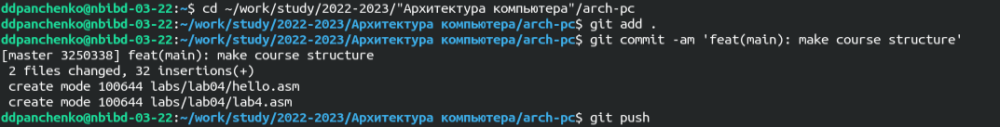 ddpanchenko@nbibd-03-22:~$ cd ~/work/study/2022-2023/"Архитектура компьютера"/arch-pc
ddpanchenko@nbibd-03-22:~/work/study/2022-2023/Архитектура компьютера/arch-pc$ git add .
ddpanchenko@nbibd-03-22:~/work/study/2022-2023/Архитектура компьютера/arch-pc$ git commit -am 'feat(main): make course structure'
[master 3250338] feat(main): make course structure
 2 files changed, 32 insertions(+)
 create mode 100644 labs/lab04/hello.asm
 create mode 100644 labs/lab04/lab4.asm
ddpanchenko@nbibd-03-22:~/work/study/2022-2023/Архитектура компьютера/arch-pc$ git push